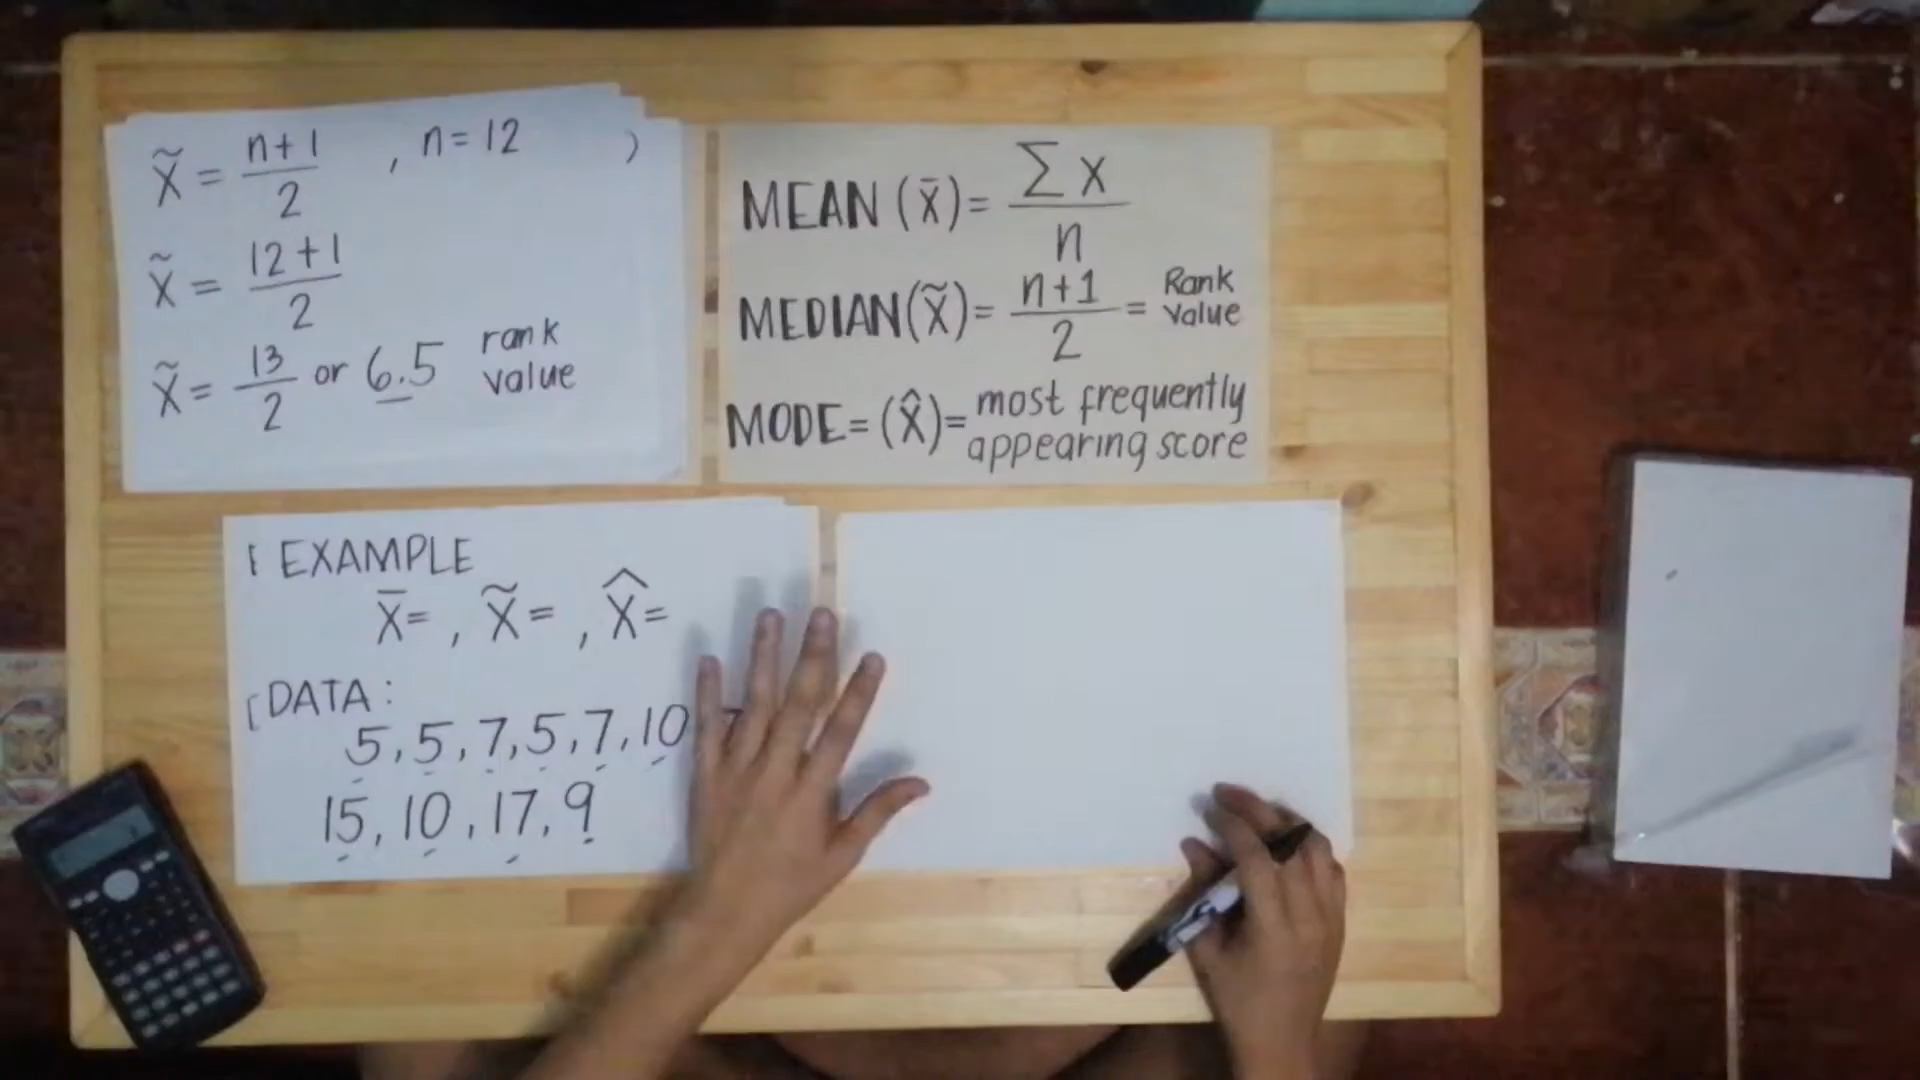 x̃ = n+1/2 , n=12 )
x̃ = 12+1/2
x̃ = 13/2 or 6.5 rank value
MEAN (x̄) = Σx/n
MEDIAN (x̃) = n+1/2 = Rank Value
MODE = (x̂) = most frequently
appearing score
[ EXAMPLE
x̄= , x̃= , x̂=
[DATA:
5, 5, 7, 5, 7, 10
15, 10, 17, 9